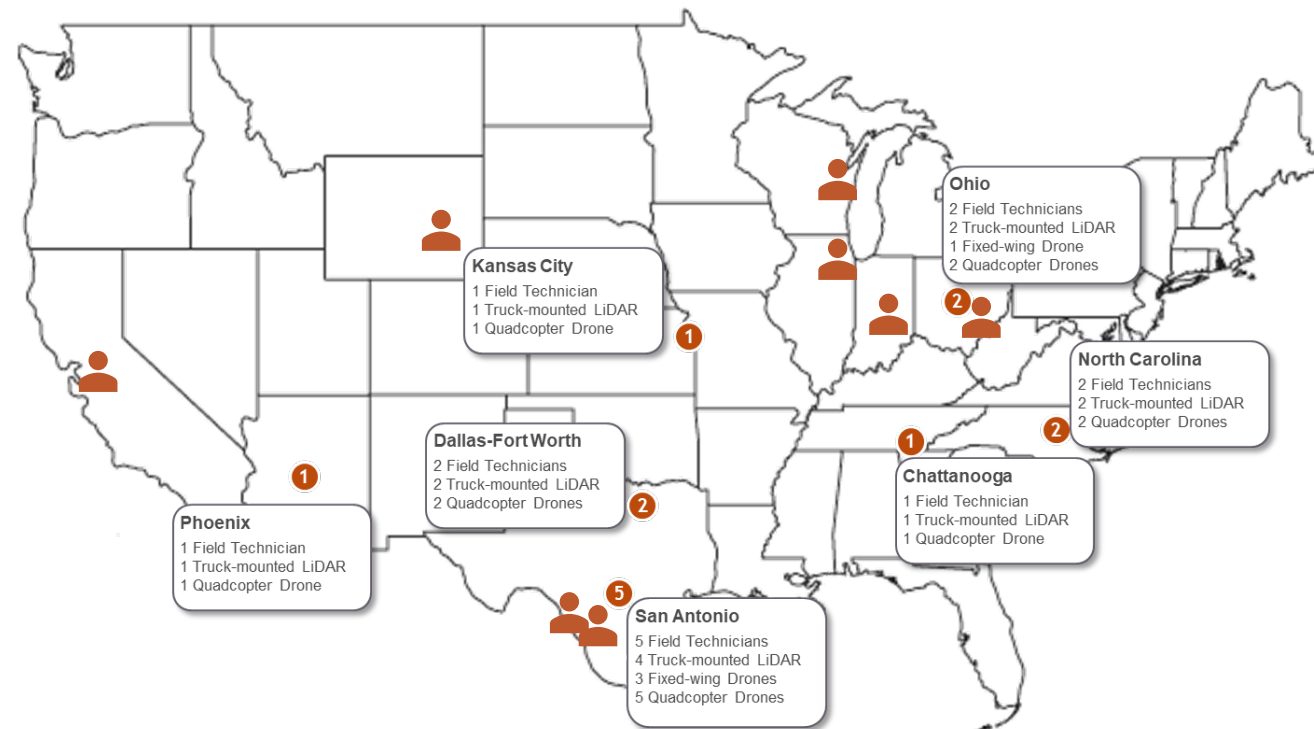 Ohio
2 Field Technicians
2 Truck-mounted LiDAR
1 Fixed-wing Drone
2 Quadcopter Drones
2
Kansas City
1 Field Technician
1 Truck-mounted LiDAR
1 Quadcopter Drone
1
North Carolina
2 Field Technicians
2 Truck-mounted LiDAR
2 Quadcopter Drones
2
Dallas-Fort Worth
2 Field Technicians
2 Truck-mounted LiDAR
2 Quadcopter Drones
2
Chattanooga
1 Field Technician
1 Truck-mounted LiDAR
1 Quadcopter Drone
1
Phoenix
1 Field Technician
1 Truck-mounted LiDAR
1 Quadcopter Drone
1
San Antonio
5 Field Technicians
4 Truck-mounted LiDAR
3 Fixed-wing Drones
5 Quadcopter Drones
5